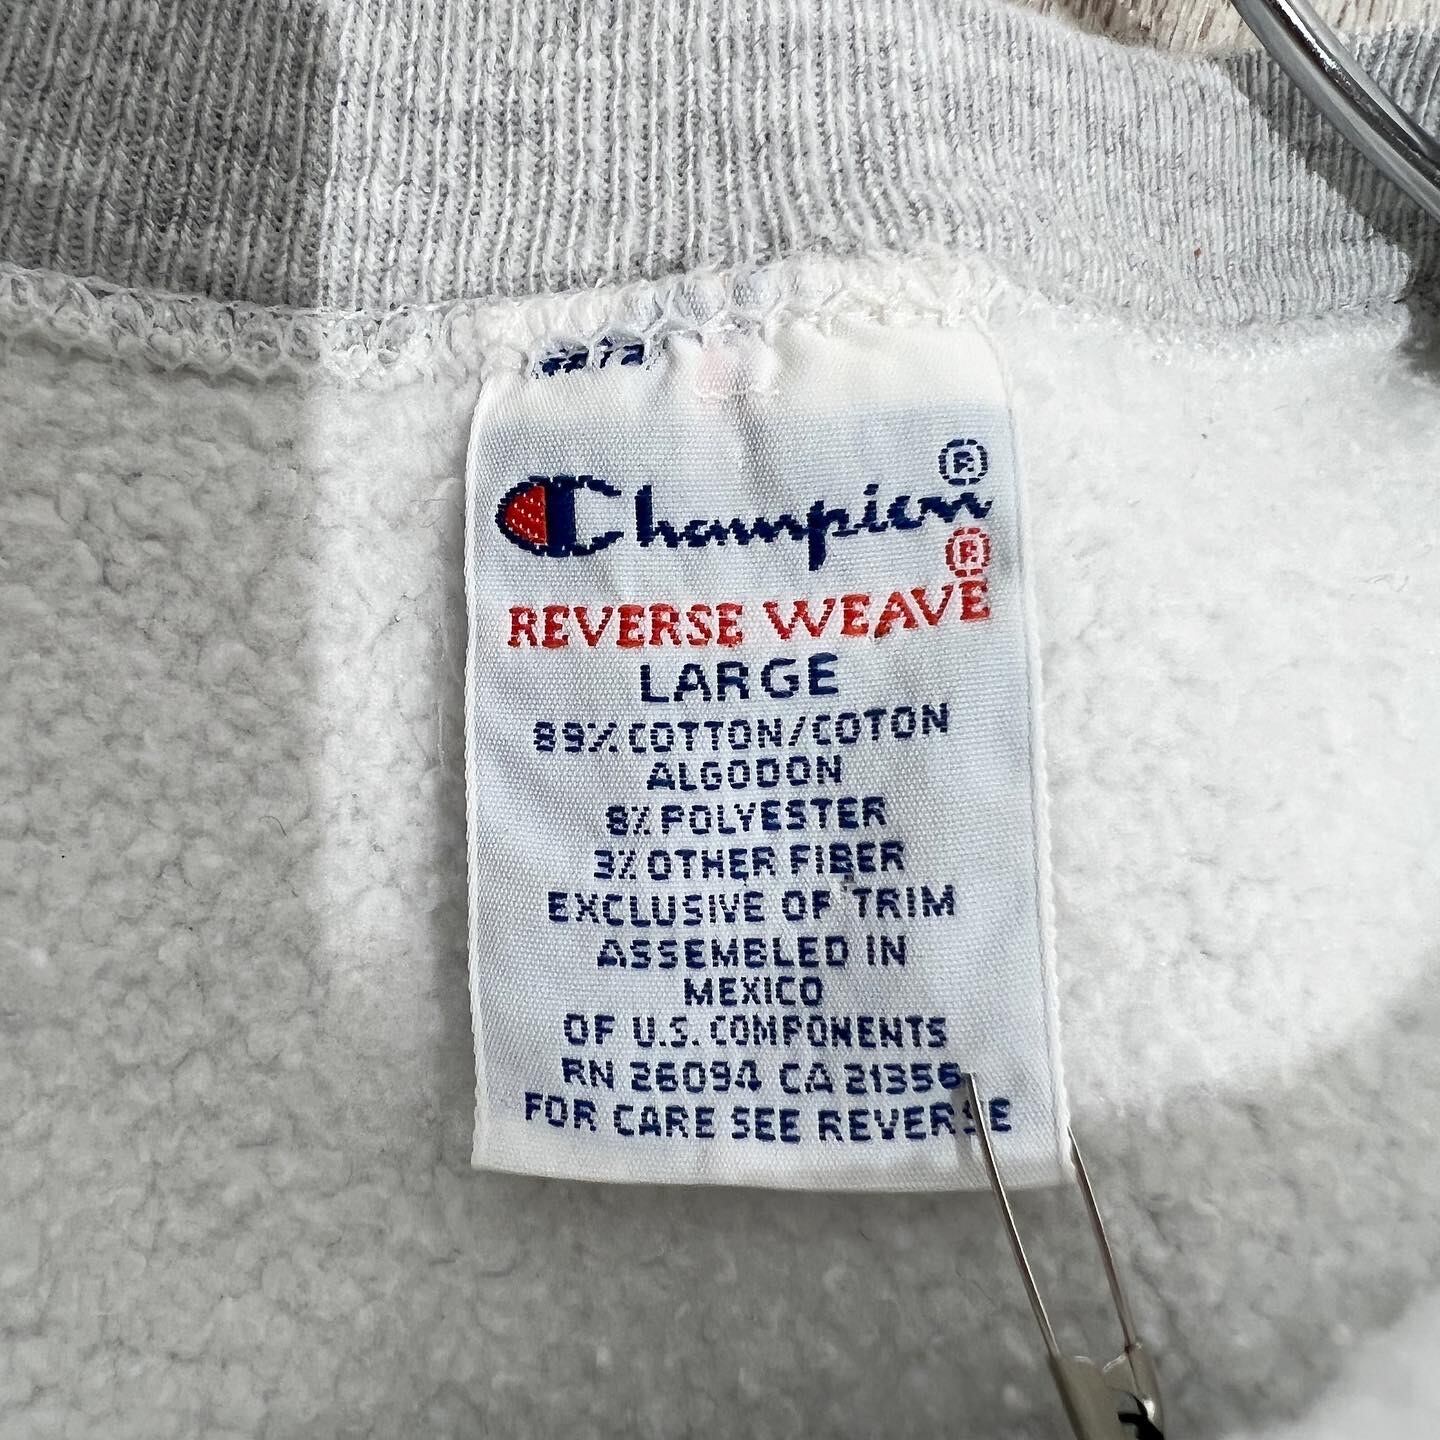 Champion®
REVERSE WEAVE®
LARGE
89% COTTON/COTON
ALGODON
8% POLYESTER
3% OTHER FIBER
EXCLUSIVE OF TRIM
ASSEMBLED IN
MEXICO
OF U.S. COMPONENTS
RN 26094 CA 21356
FOR CARE SEE REVERSE